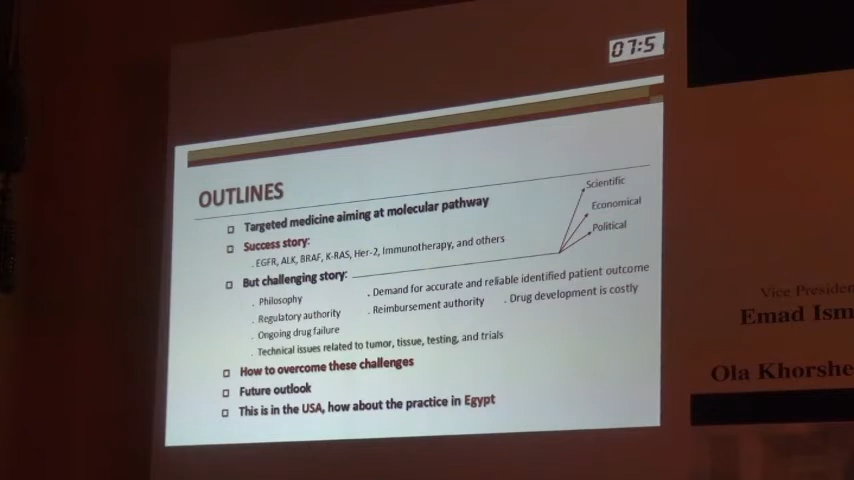 07:5
OUTLINES
Targeted medicine aiming at molecular pathway
Success story:
. EGFR, ALK, BRAF, K-RAS, Her-2, Immunotherapy, and others
But challenging story:
Scientific
Economical
Political
. Philosophy
. Demand for accurate and reliable identified patient outcome
. Regulatory authority
. Reimbursement authority
. Drug development is costly
. Ongoing drug failure
. Technical issues related to tumor, tissue, testing, and trials
How to overcome these challenges
Future outlook
This is in the USA, how about the practice in Egypt
Vice Presiden
Emad Ism
Ola Khorshe